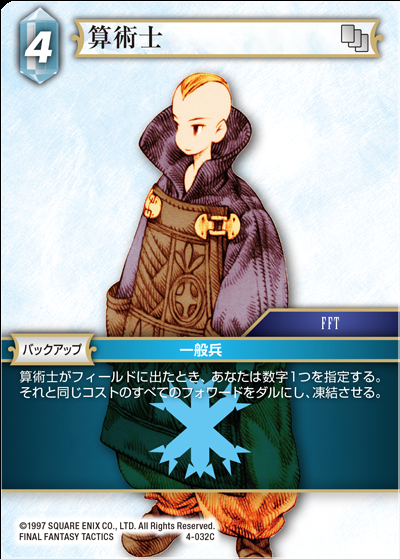 4
算術士
FFT
バックアップ
一般兵
算術士がフィールドに出たとき、あなたは数字1つを指定する。
それと同じコストのすべてのフォワードをダルにし、凍結させる。
©1997 SQUARE ENIX CO., LTD. All Rights Reserved.
FINAL FANTASY TACTICS
4-032C